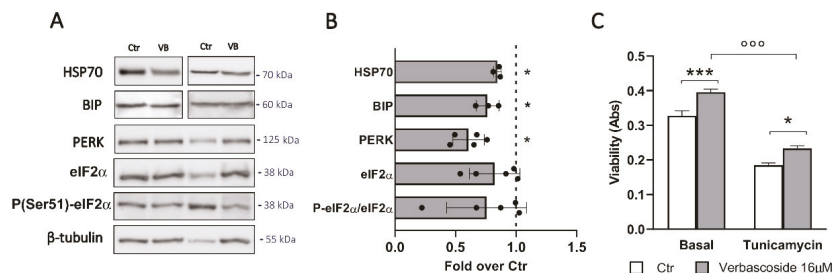 A
Ctr VB Ctr VB
HSP70 - 70 kDa
BIP - 60 kDa
PERK - 125 kDa
eIF2α - 38 kDa
P(Ser51)-eIF2α - 38 kDa
β-tubulin - 55 kDa
B
HSP70 *
BIP *
PERK *
eIF2α
P-eIF2α/eIF2α
0.0 0.5 1.0 1.5
Fold over Ctr
C
Viability (Abs)
0.5
0.4
0.3
0.2
0.1
0.0
°°°
***
*
Basal Tunicamycin
Ctr Verbascoside 16μM